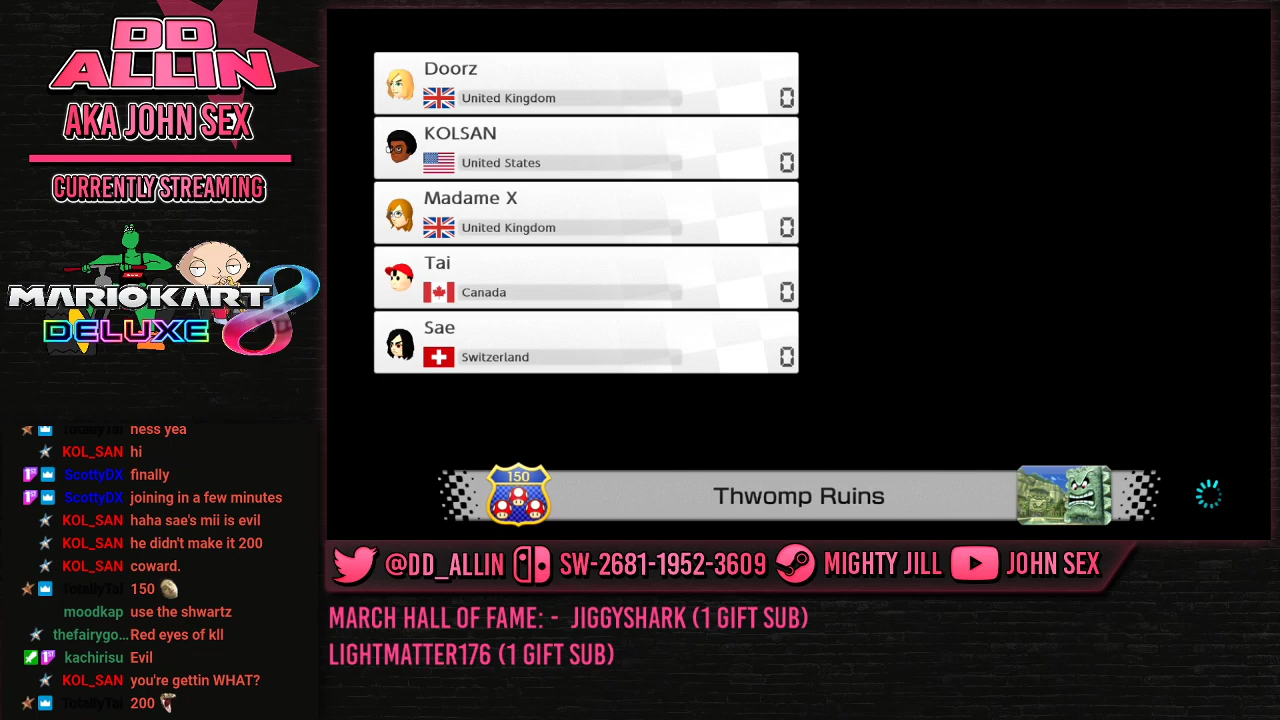 DD
ALLIN
AKA JOHN SEX
CURRENTLY STREAMING
MARIOKART 8
DELUXE
TotallyTai ness yea
KOL_SAN hi
ScottyDX finally
ScottyDX joining in a few minutes
KOL_SAN haha sae's mii is evil
KOL_SAN he didn't make it 200
KOL_SAN coward.
TotallyTai 150
moodkap use the shwartz
thefairygo... Red eyes of kll
kachirisu Evil
KOL_SAN you're gettin WHAT?
TotallyTai 200
Doorz
United Kingdom 0
KOLSAN
United States 0
Madame X
United Kingdom 0
Tai
Canada 0
Sae
Switzerland 0
150
Thwomp Ruins
@DD_ALLIN SW-2681-1952-3609 MIGHTY JILL JOHN SEX
MARCH HALL OF FAME: - JIGGYSHARK (1 GIFT SUB)
LIGHTMATTER176 (1 GIFT SUB)